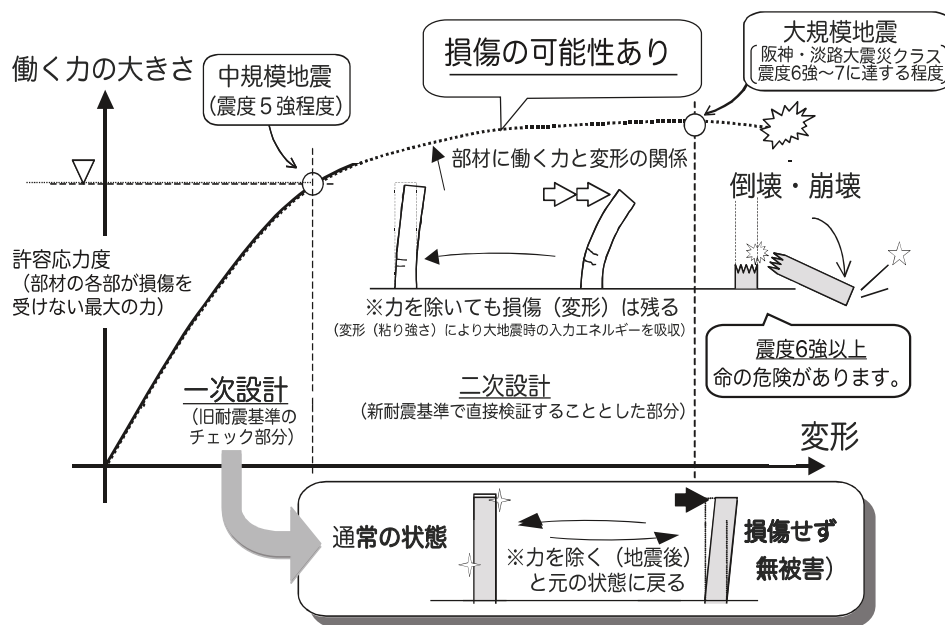 働く力の大きさ
中規模地震
(震度５強程度)
損傷の可能性あり
大規模地震
阪神・淡路大震災クラス
震度6強〜7に達する程度
部材に働く力と変形の関係
倒壊・崩壊
許容応力度
（部材の各部が損傷を
受けない最大の力）
※力を除いても損傷（変形）は残る
（変形（粘り強さ）により大地震時の入力エネルギーを吸収）
震度6強以上
命の危険があります。
一次設計
（旧耐震基準の
チェック部分）
二次設計
（新耐震基準で直接検証することとした部分）
変形
通常の状態
※力を除く（地震後）
と元の状態に戻る
損傷せず
無被害）